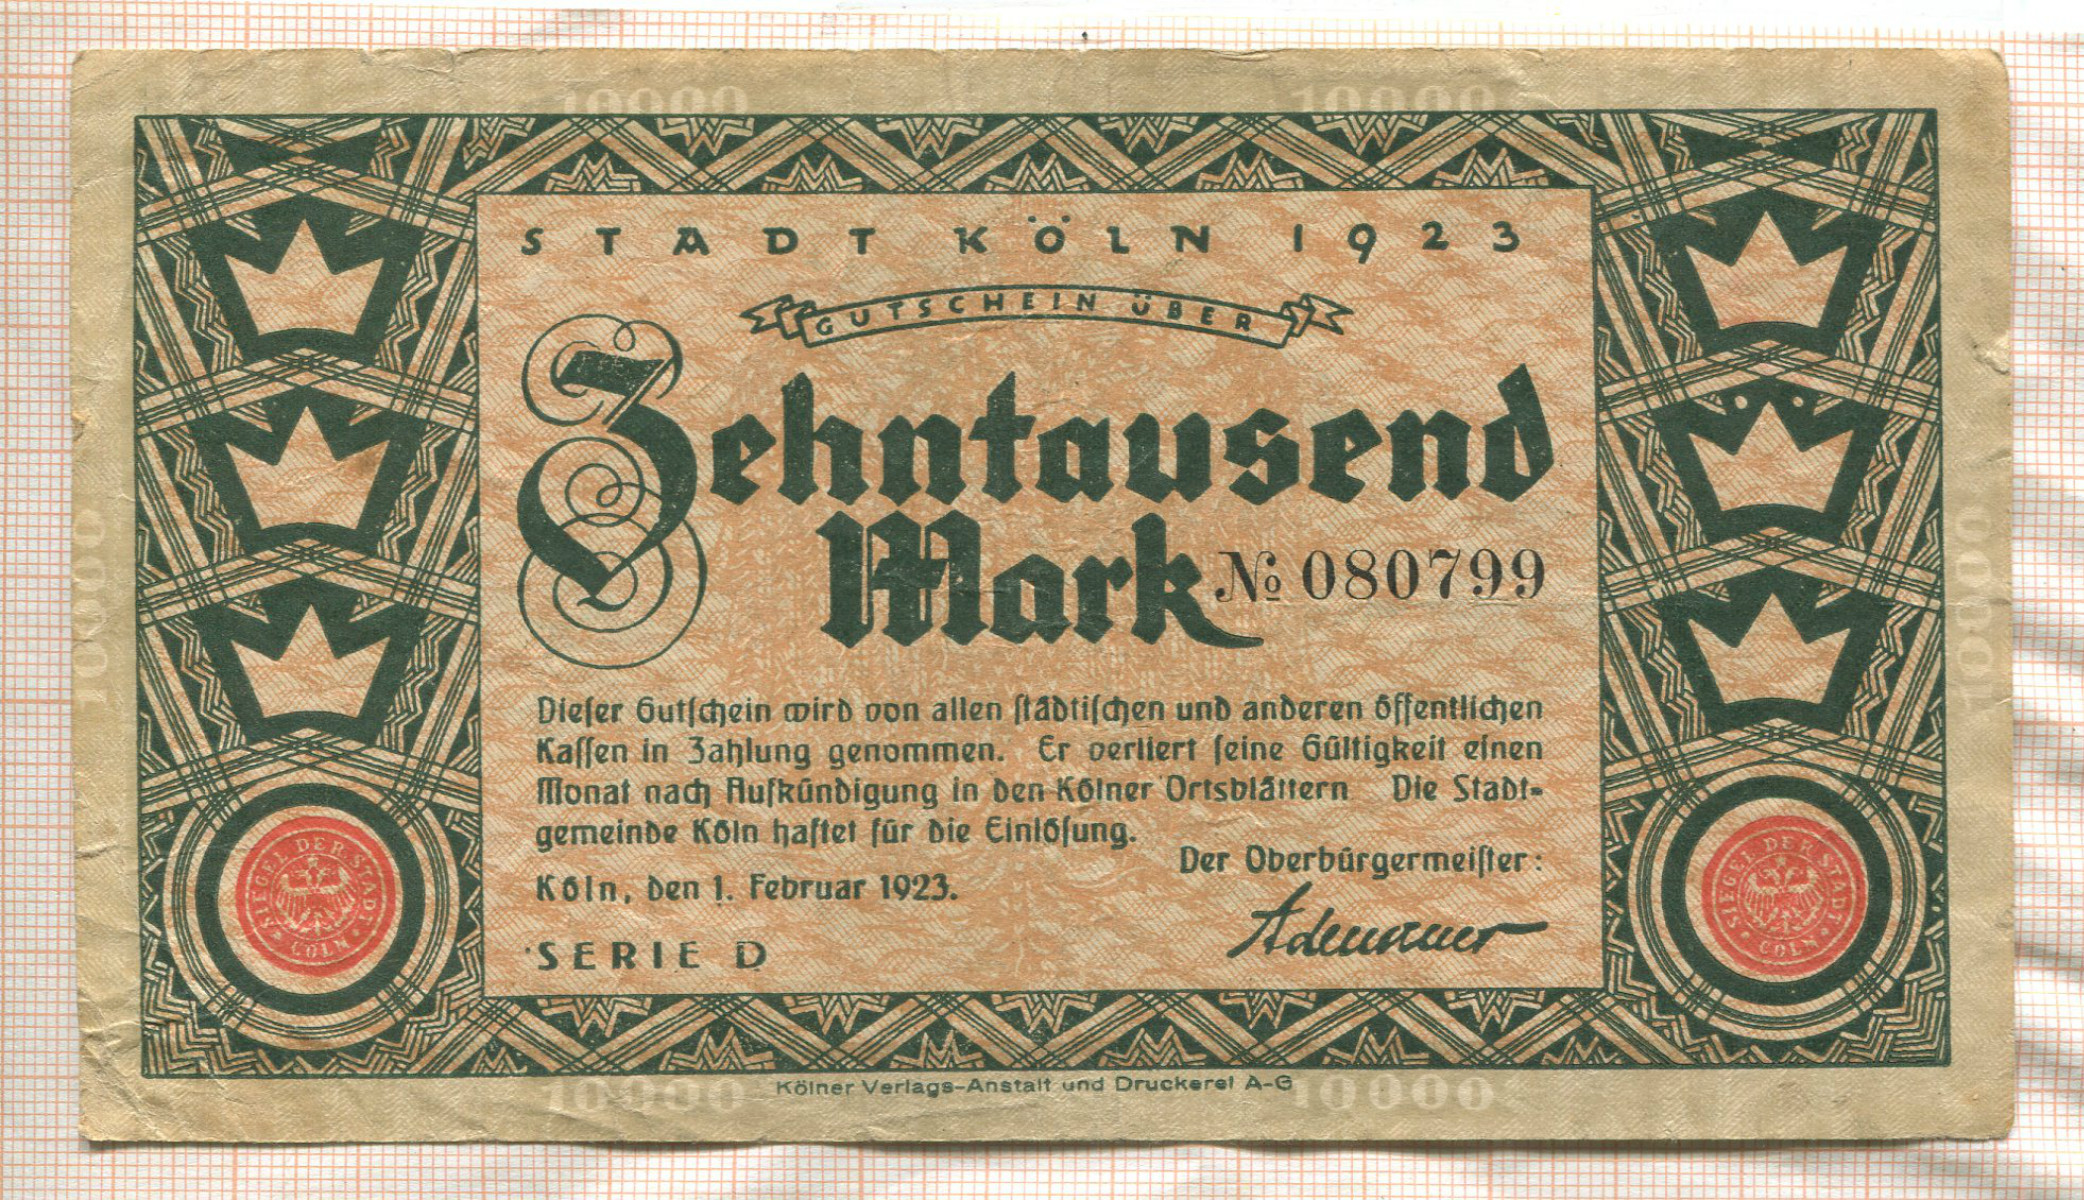 10000 10000
STADT KÖLN 1923
GUTSCHEIN ÜBER
Zehntausend
Mark
№ 080799
10000
10000
Dieser Gutschein wird von allen städtischen und anderen öffentlichen
Kassen in Zahlung genommen. Er verliert seine Gültigkeit einen
Monat nach Aufkündigung in den Kölner Ortsblättern Die Stadt-
gemeinde Köln haftet für die Einlösung.
Der Oberbürgermeister:
Köln, den 1. Februar 1923.
Adenauer
SERIE D
SIEGEL DER STADT CÖLN
SIEGEL DER STADT CÖLN
10000 10000
Kölner Verlags-Anstalt und Druckerei A-G